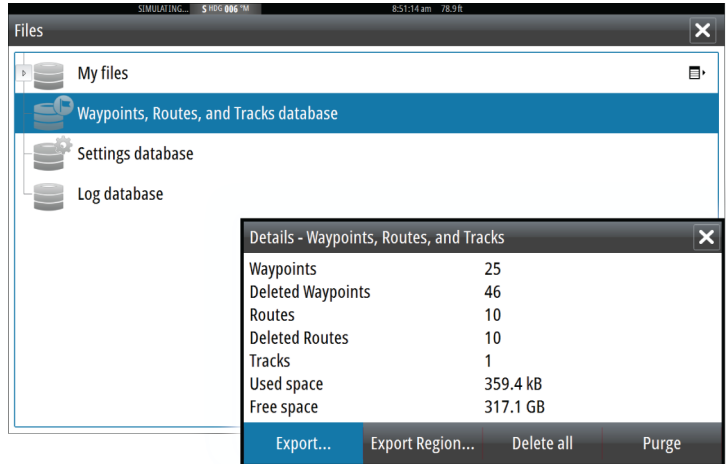 SIMULATING... S HDG 006 °M 8:51:14 am 78.9 ft
Files
My files
Waypoints, Routes, and Tracks database
Settings database
Log database
Details - Waypoints, Routes, and Tracks
Waypoints 25
Deleted Waypoints 46
Routes 10
Deleted Routes 10
Tracks 1
Used space 359.4 kB
Free space 317.1 GB
Export... Export Region... Delete all Purge